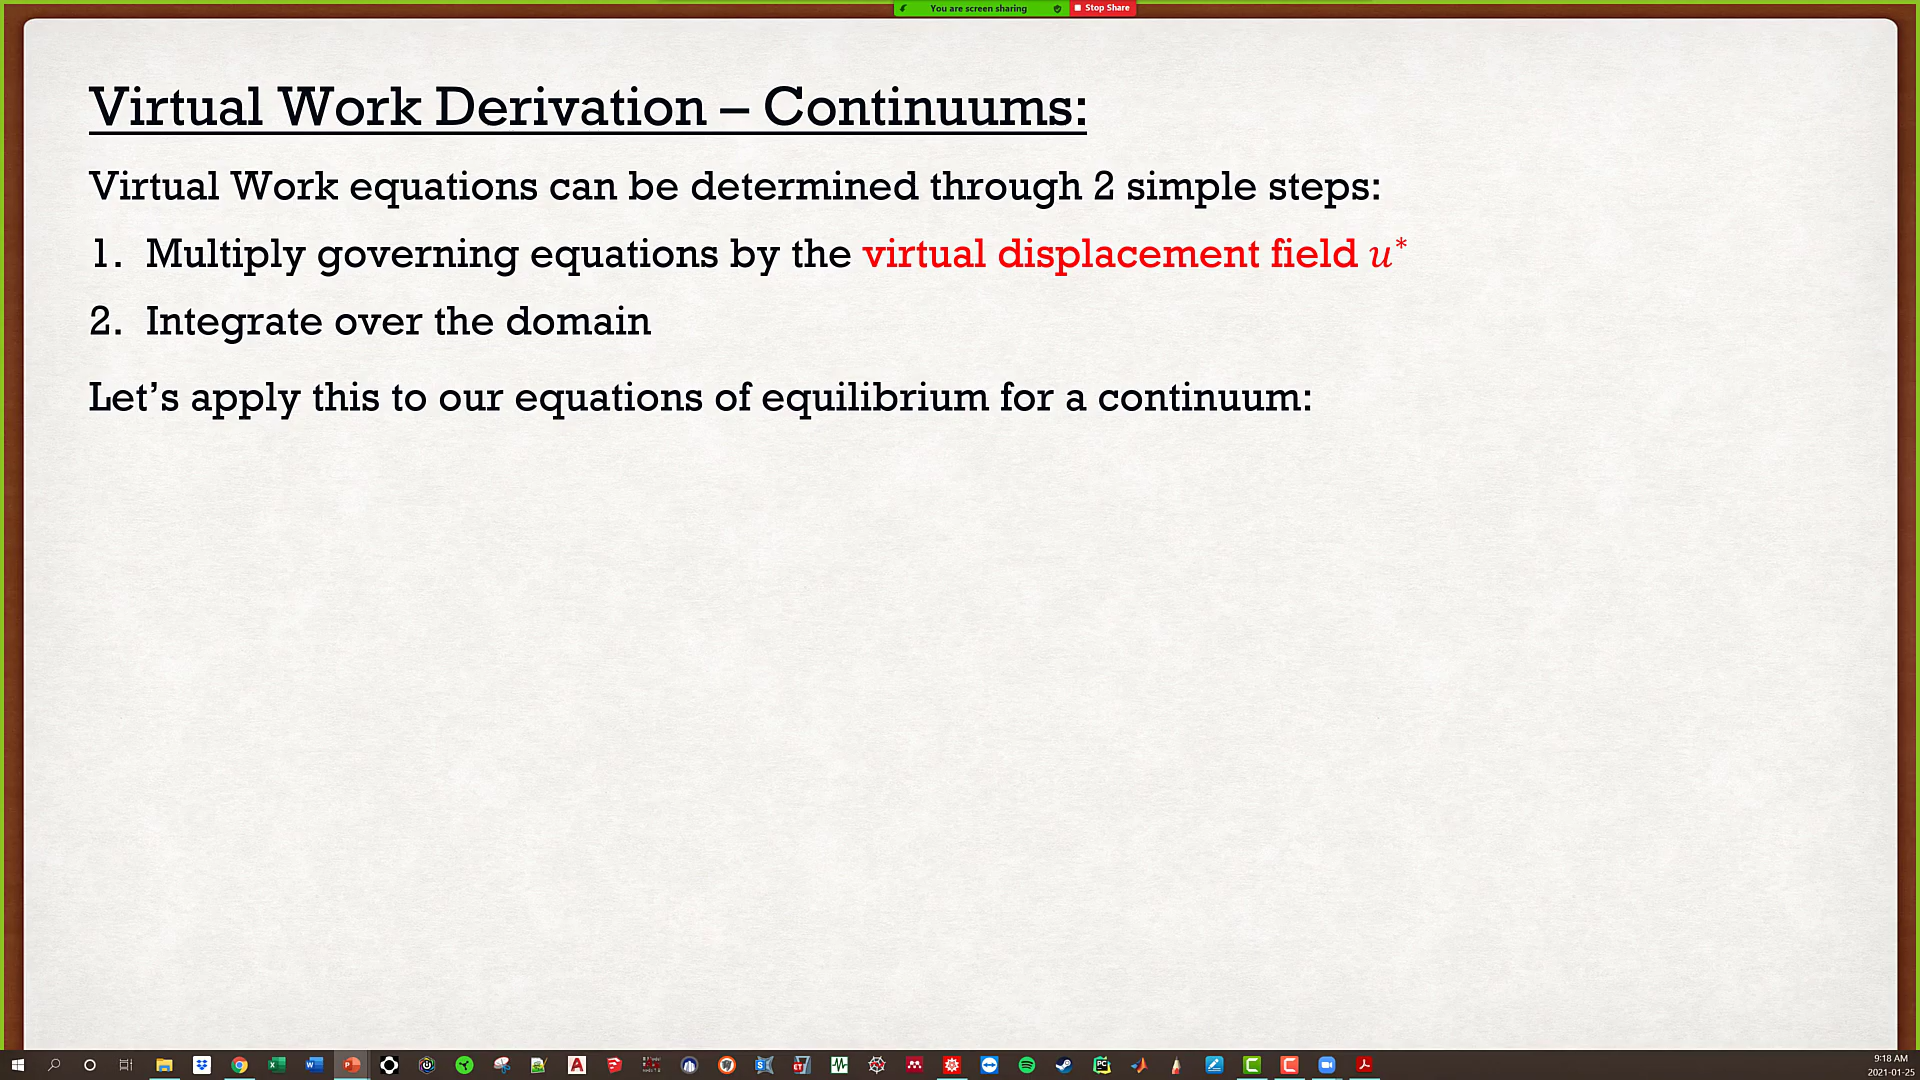 You are screen sharing
Stop Share
Virtual Work Derivation – Continuums:
Virtual Work equations can be determined through 2 simple steps:
1. Multiply governing equations by the virtual displacement field u*
2. Integrate over the domain
Let's apply this to our equations of equilibrium for a continuum:
9:18 AM
2021-01-25